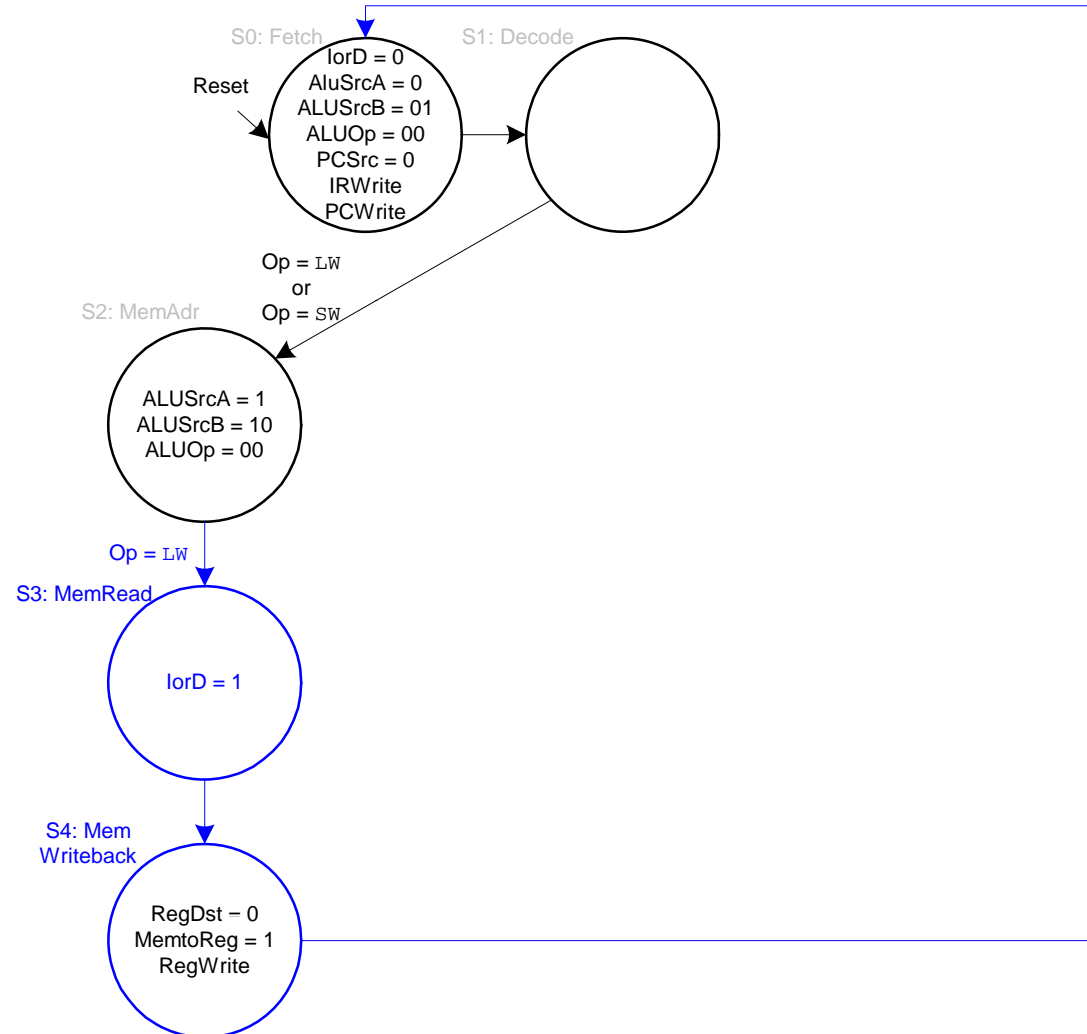 S0: Fetch
S1: Decode
Reset
IorD = 0
AluSrcA = 0
ALUSrcB = 01
ALUOp = 00
PCSrc = 0
IRWrite
PCWrite
Op = LW
or
Op = SW
S2: MemAdr
ALUSrcA = 1
ALUSrcB = 10
ALUOp = 00
Op = LW
S3: MemRead
IorD = 1
S4: Mem
Writeback
RegDst = 0
MemtoReg = 1
RegWrite